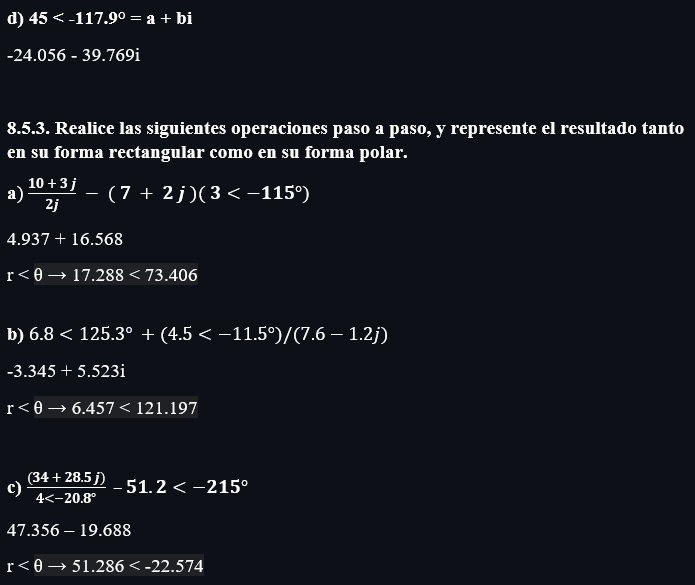 d) 45 < -117.9° = a + bi
-24.056 - 39.769i
8.5.3. Realice las siguientes operaciones paso a paso, y represente el resultado tanto
en su forma rectangular como en su forma polar.
a) \frac{10 + 3j}{2j} − (7 + 2j)(3 < −115°)
4.937 + 16.568
r < θ → 17.288 < 73.406
b) 6.8 < 125.3° + (4.5 < −11.5°)/(7.6 − 1.2j)
-3.345 + 5.523i
r < θ → 6.457 < 121.197
c) \frac{(34 + 28.5j)}{4<−20.8°} − 51.2 < −215°
47.356 – 19.688
r < θ → 51.286 < -22.574